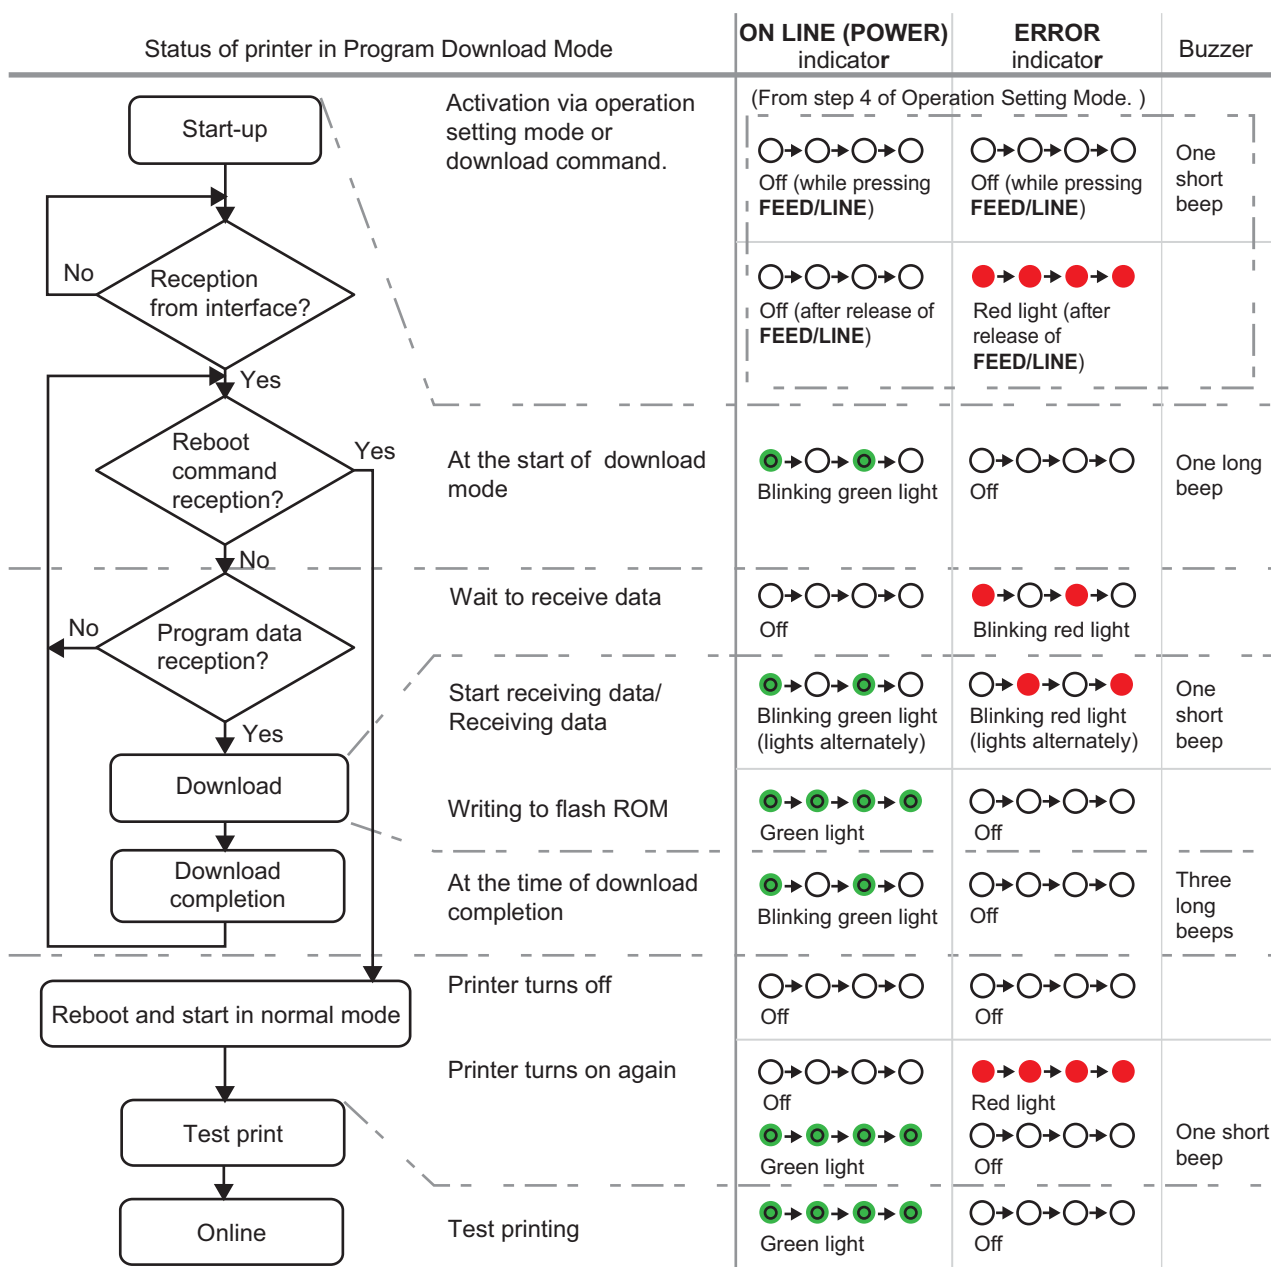 Status of printer in Program Download Mode
ON LINE (POWER)
indicator
ERROR
indicator
Buzzer
Start-up
Activation via operation
setting mode or
download command.
(From step 4 of Operation Setting Mode. )
Off (while pressing
FEED/LINE)
Off (while pressing
FEED/LINE)
One
short
beep
No
Reception
from interface?
Off (after release of
FEED/LINE)
Red light (after
release of
FEED/LINE)
Yes
Reboot
command
reception?
Yes
At the start of download
mode
Blinking green light
Off
One long
beep
No
Wait to receive data
Off
Blinking red light
No
Program data
reception?
Start receiving data/
Receiving data
Blinking green light
(lights alternately)
Blinking red light
(lights alternately)
One
short
beep
Yes
Download
Writing to flash ROM
Green light
Off
Download
completion
At the time of download
completion
Blinking green light
Off
Three
long
beeps
Reboot and start in normal mode
Printer turns off
Off
Off
Printer turns on again
Off
Red light
Test print
Green light
Off
One short
beep
Online
Test printing
Green light
Off